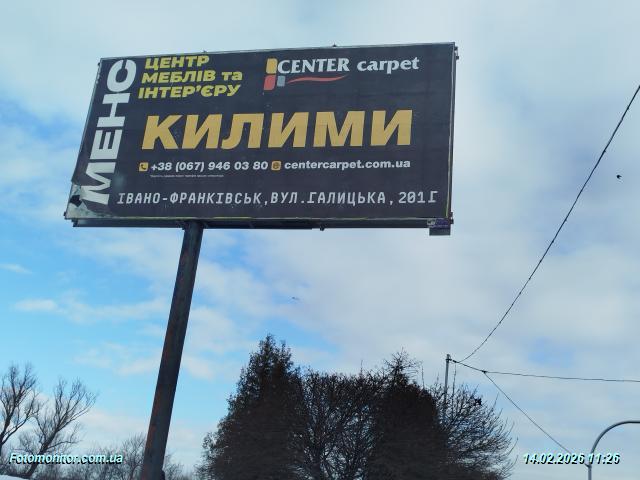 МЕНС
ЦЕНТР
МЕБЛІВ та
ІНТЕР'ЄРУ
CENTER carpet
КИЛИМИ
+38 (067) 946 03 80 centercarpet.com.ua
ІВАНО-ФРАНКІВСЬК,ВУЛ.ГАЛИЦЬКА,201Г
Fotomonitor.com.ua
14.02.2026 11:26